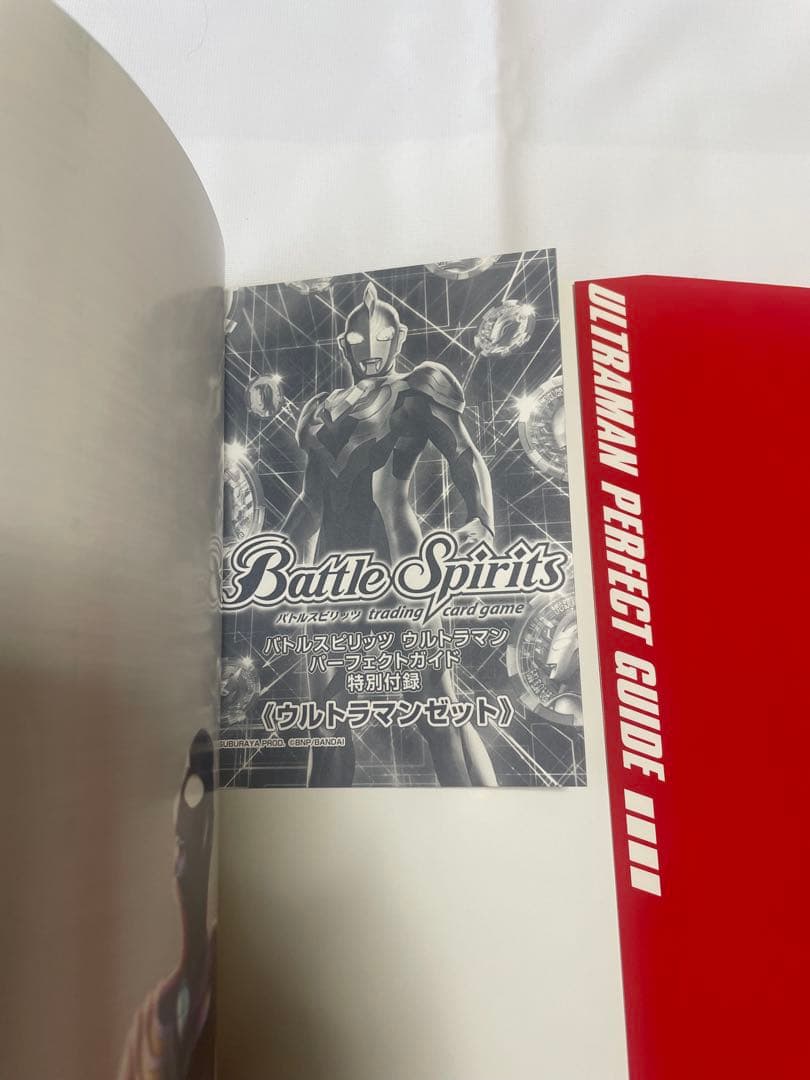 Battle Spirits
バトルスピリッツ trading card game
バトルスピリッツ ウルトラマン
パーフェクトガイド
特別付録
《ウルトラマンゼット》
SUBURAYA PROD. ©BNP/BANDAI
ULTRAMAN PERFECT GUIDE